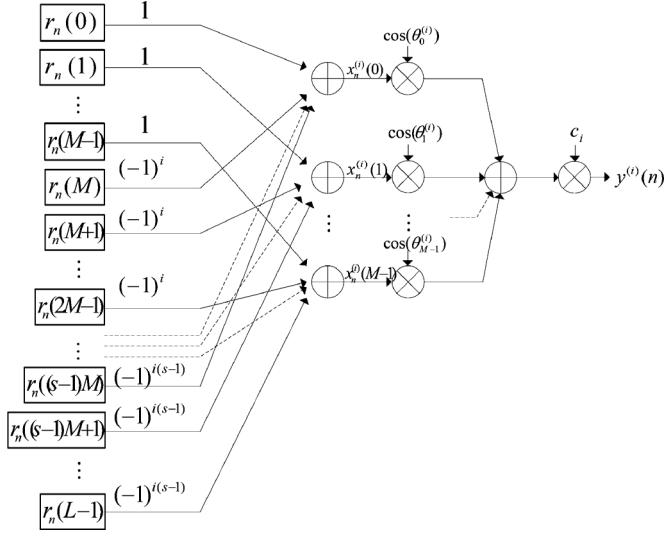 r_n(0) 1
r_n(1) 1
⋮
r_n(M−1) 1
r_n(M) (−1)^i
r_n(M+1) (−1)^i
r_n(2M−1) (−1)^i
⋮
r_n((s−1)M) (−1)^{i(s−1)}
r_n((s−1)M+1) (−1)^{i(s−1)}
⋮
r_n(L−1) (−1)^{i(s−1)}
cos(θ_0^{(i)})
x_n^{(i)}(0)
cos(θ_1^{(i)})
x_n^{(i)}(1)
⋮ ⋮
cos(θ_{M−1}^{(i)})
x_n^{(i)}(M−1)
c_i
y^{(i)}(n)